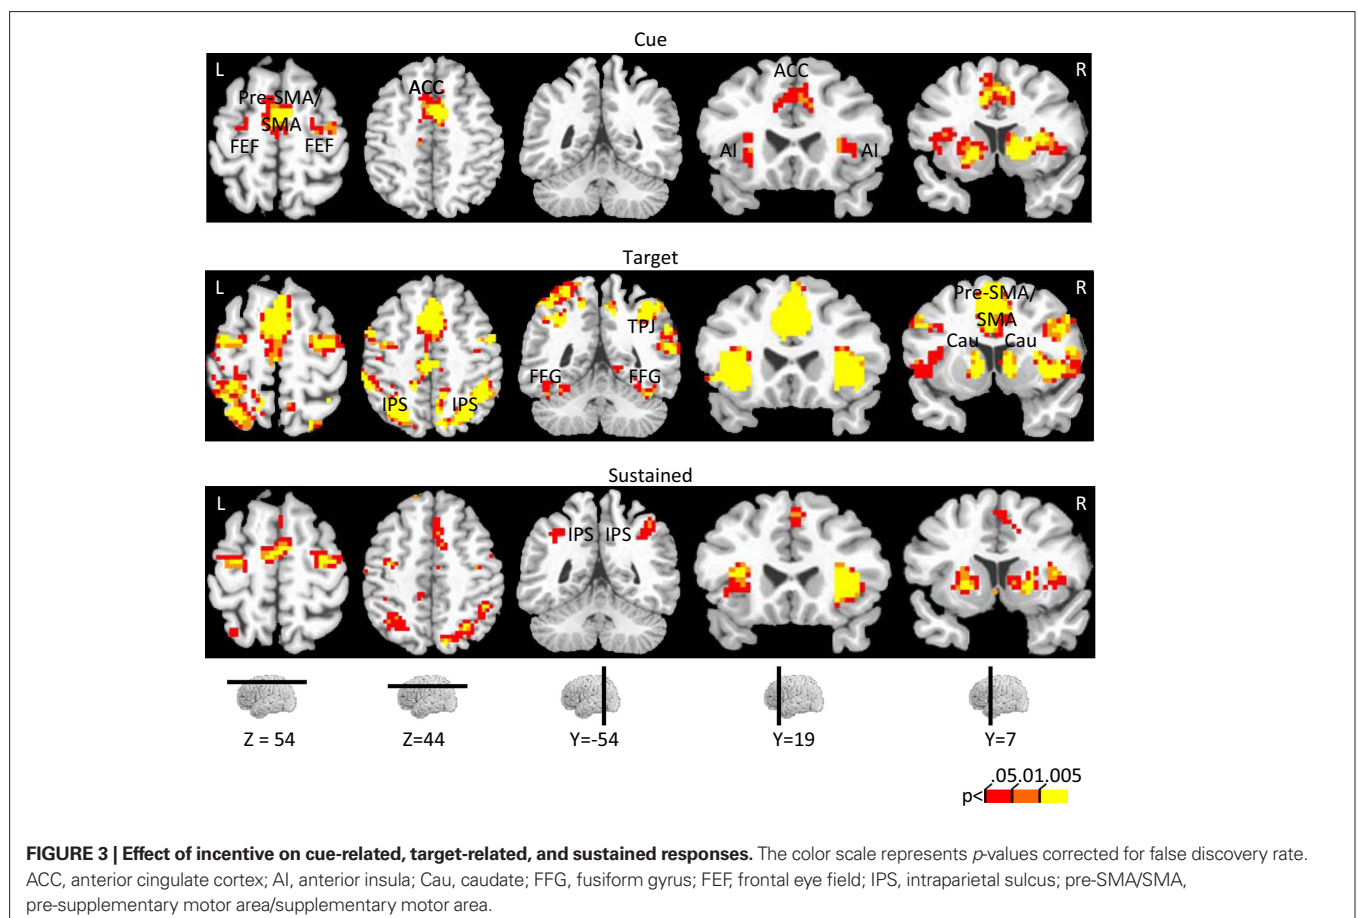 Cue
L
R
ACC
ACC
Pre-SMA/
SMA
FEF
FEF
AI
AI
Target
L
R
Pre-SMA/
SMA
TPJ
Cau
Cau
FFG
FFG
IPS
IPS
Sustained
L
R
IPS
IPS
Z = 54
Z=44
Y=-54
Y=19
Y=7
.05.01.005
p<
FIGURE 3 | Effect of incentive on cue-related, target-related, and sustained responses. The color scale represents p-values corrected for false discovery rate.
ACC, anterior cingulate cortex; AI, anterior insula; Cau, caudate; FFG, fusiform gyrus; FEF, frontal eye field; IPS, intraparietal sulcus; pre-SMA/SMA,
pre-supplementary motor area/supplementary motor area.